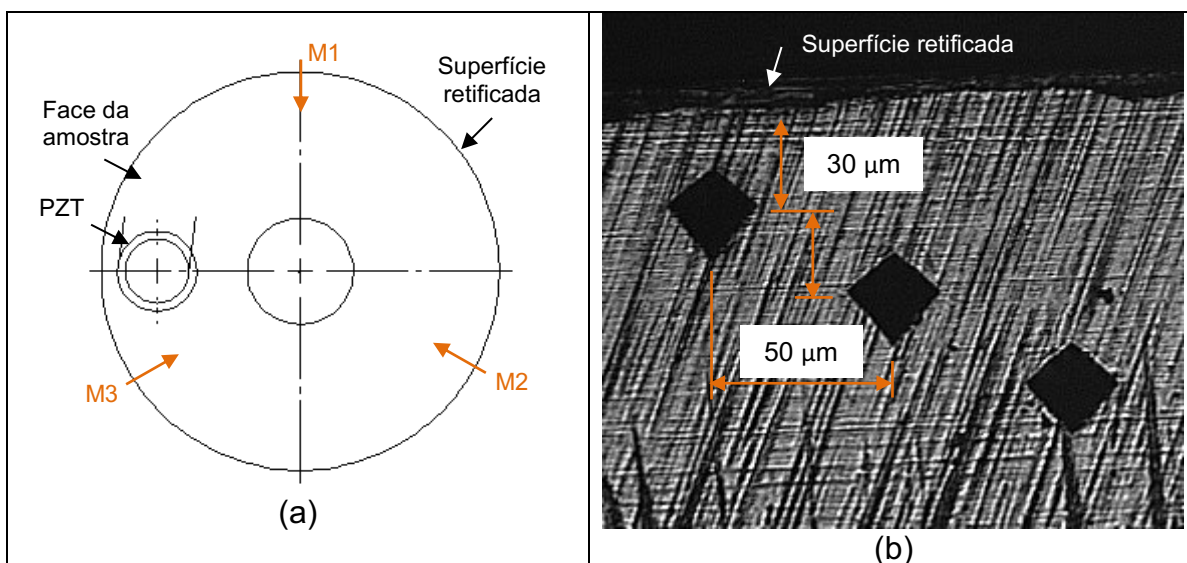 M1
Superfície
retificada
Face da
amostra
PZT
M3
M2
(a)
Superfície retificada
30 µm
50 µm
(b)